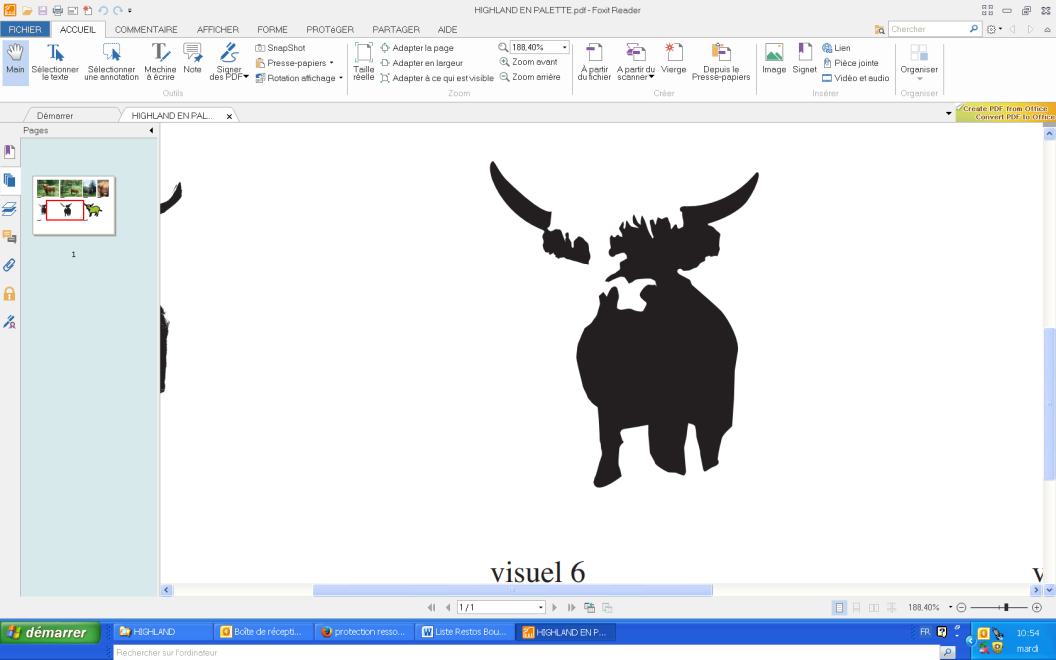 HIGHLAND EN PALETTE.pdf - Foxit Reader
FICHIER ACCUEIL COMMENTAIRE AFFICHER FORME PROTéGER PARTAGER AIDE Chercher
Main
Sélectionner le texte
Sélectionner une annotation
Machine à écrire
Note
Signer des PDF
SnapShot
Presse-papiers
Rotation affichage
Outils
Taille réelle
Adapter la page
Adapter en largeur
Adapter à ce qui est visible
188,40%
Zoom avant
Zoom arrière
Zoom
À partir du fichier
A partir du scanner
Vierge
Depuis le Presse-papiers
Créer
Image
Signet
Lien
Pièce jointe
Vidéo et audio
Insérer
Organiser
Organiser
Démarrer HIGHLAND EN PAL...
Create PDF from Office
Convert PDF to Office
Pages
1
visuel 6
v
1 / 1
188,40%
démarrer HIGHLAND Boîte de récepti... protection resso... Liste Restos Bou... HIGHLAND EN P... FR 10:54
mardi
Rechercher sur l'ordinateur